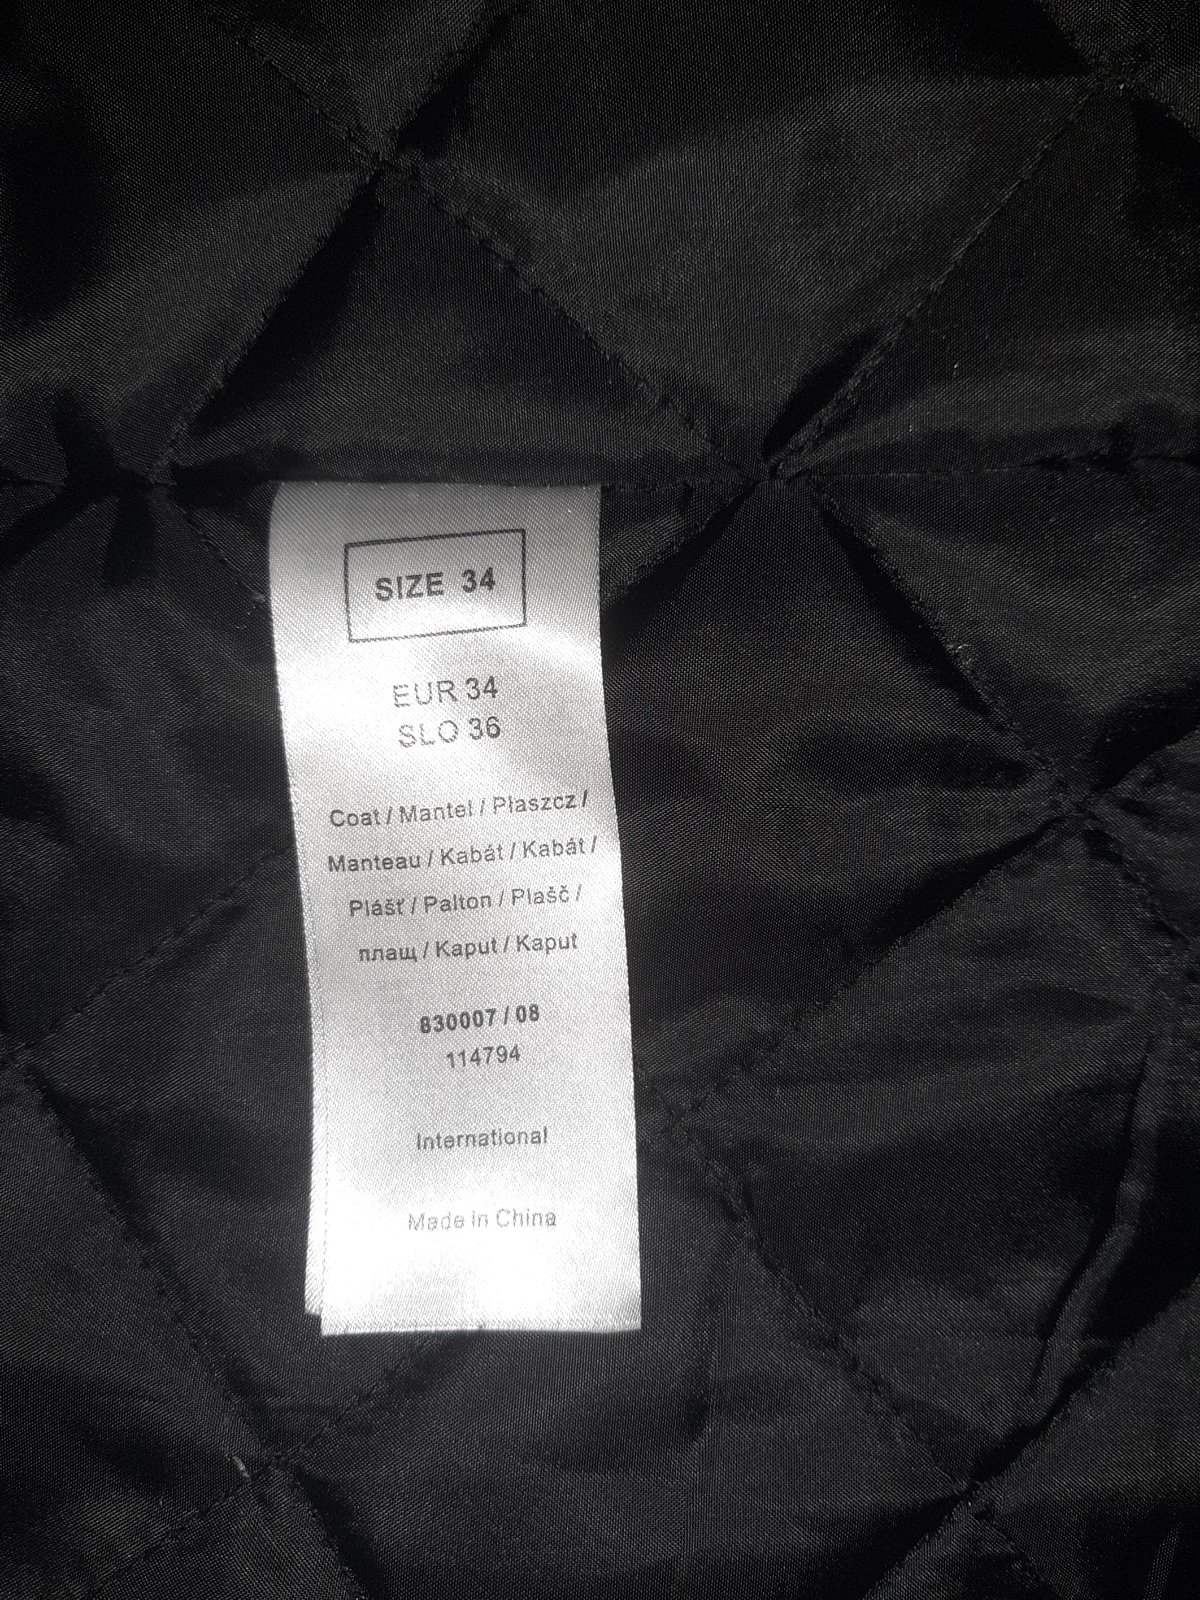 SIZE 34
EUR 34
SLO 36
Coat / Mantel / Płaszcz /
Manteau / Kabát / Kabát /
Plášť / Palton / Plašč /
плащ / Kaput / Kaput
830007 / 08
114794
International
Made in China